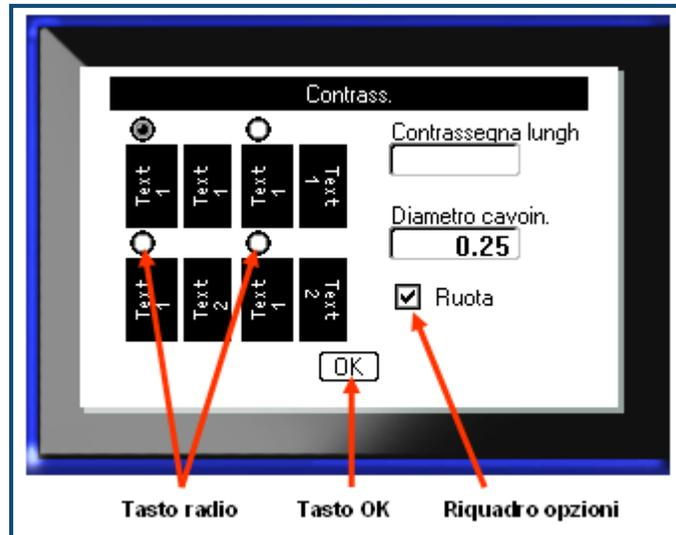 Contrass.
Contrassegna lungh
Text 1
Text 1
Text 1
Text 1
Diametro cavoin.
0.25
Text 1
Text 2
Text 1
Text 2
Ruota
OK
Tasto radio
Tasto OK
Riquadro opzioni